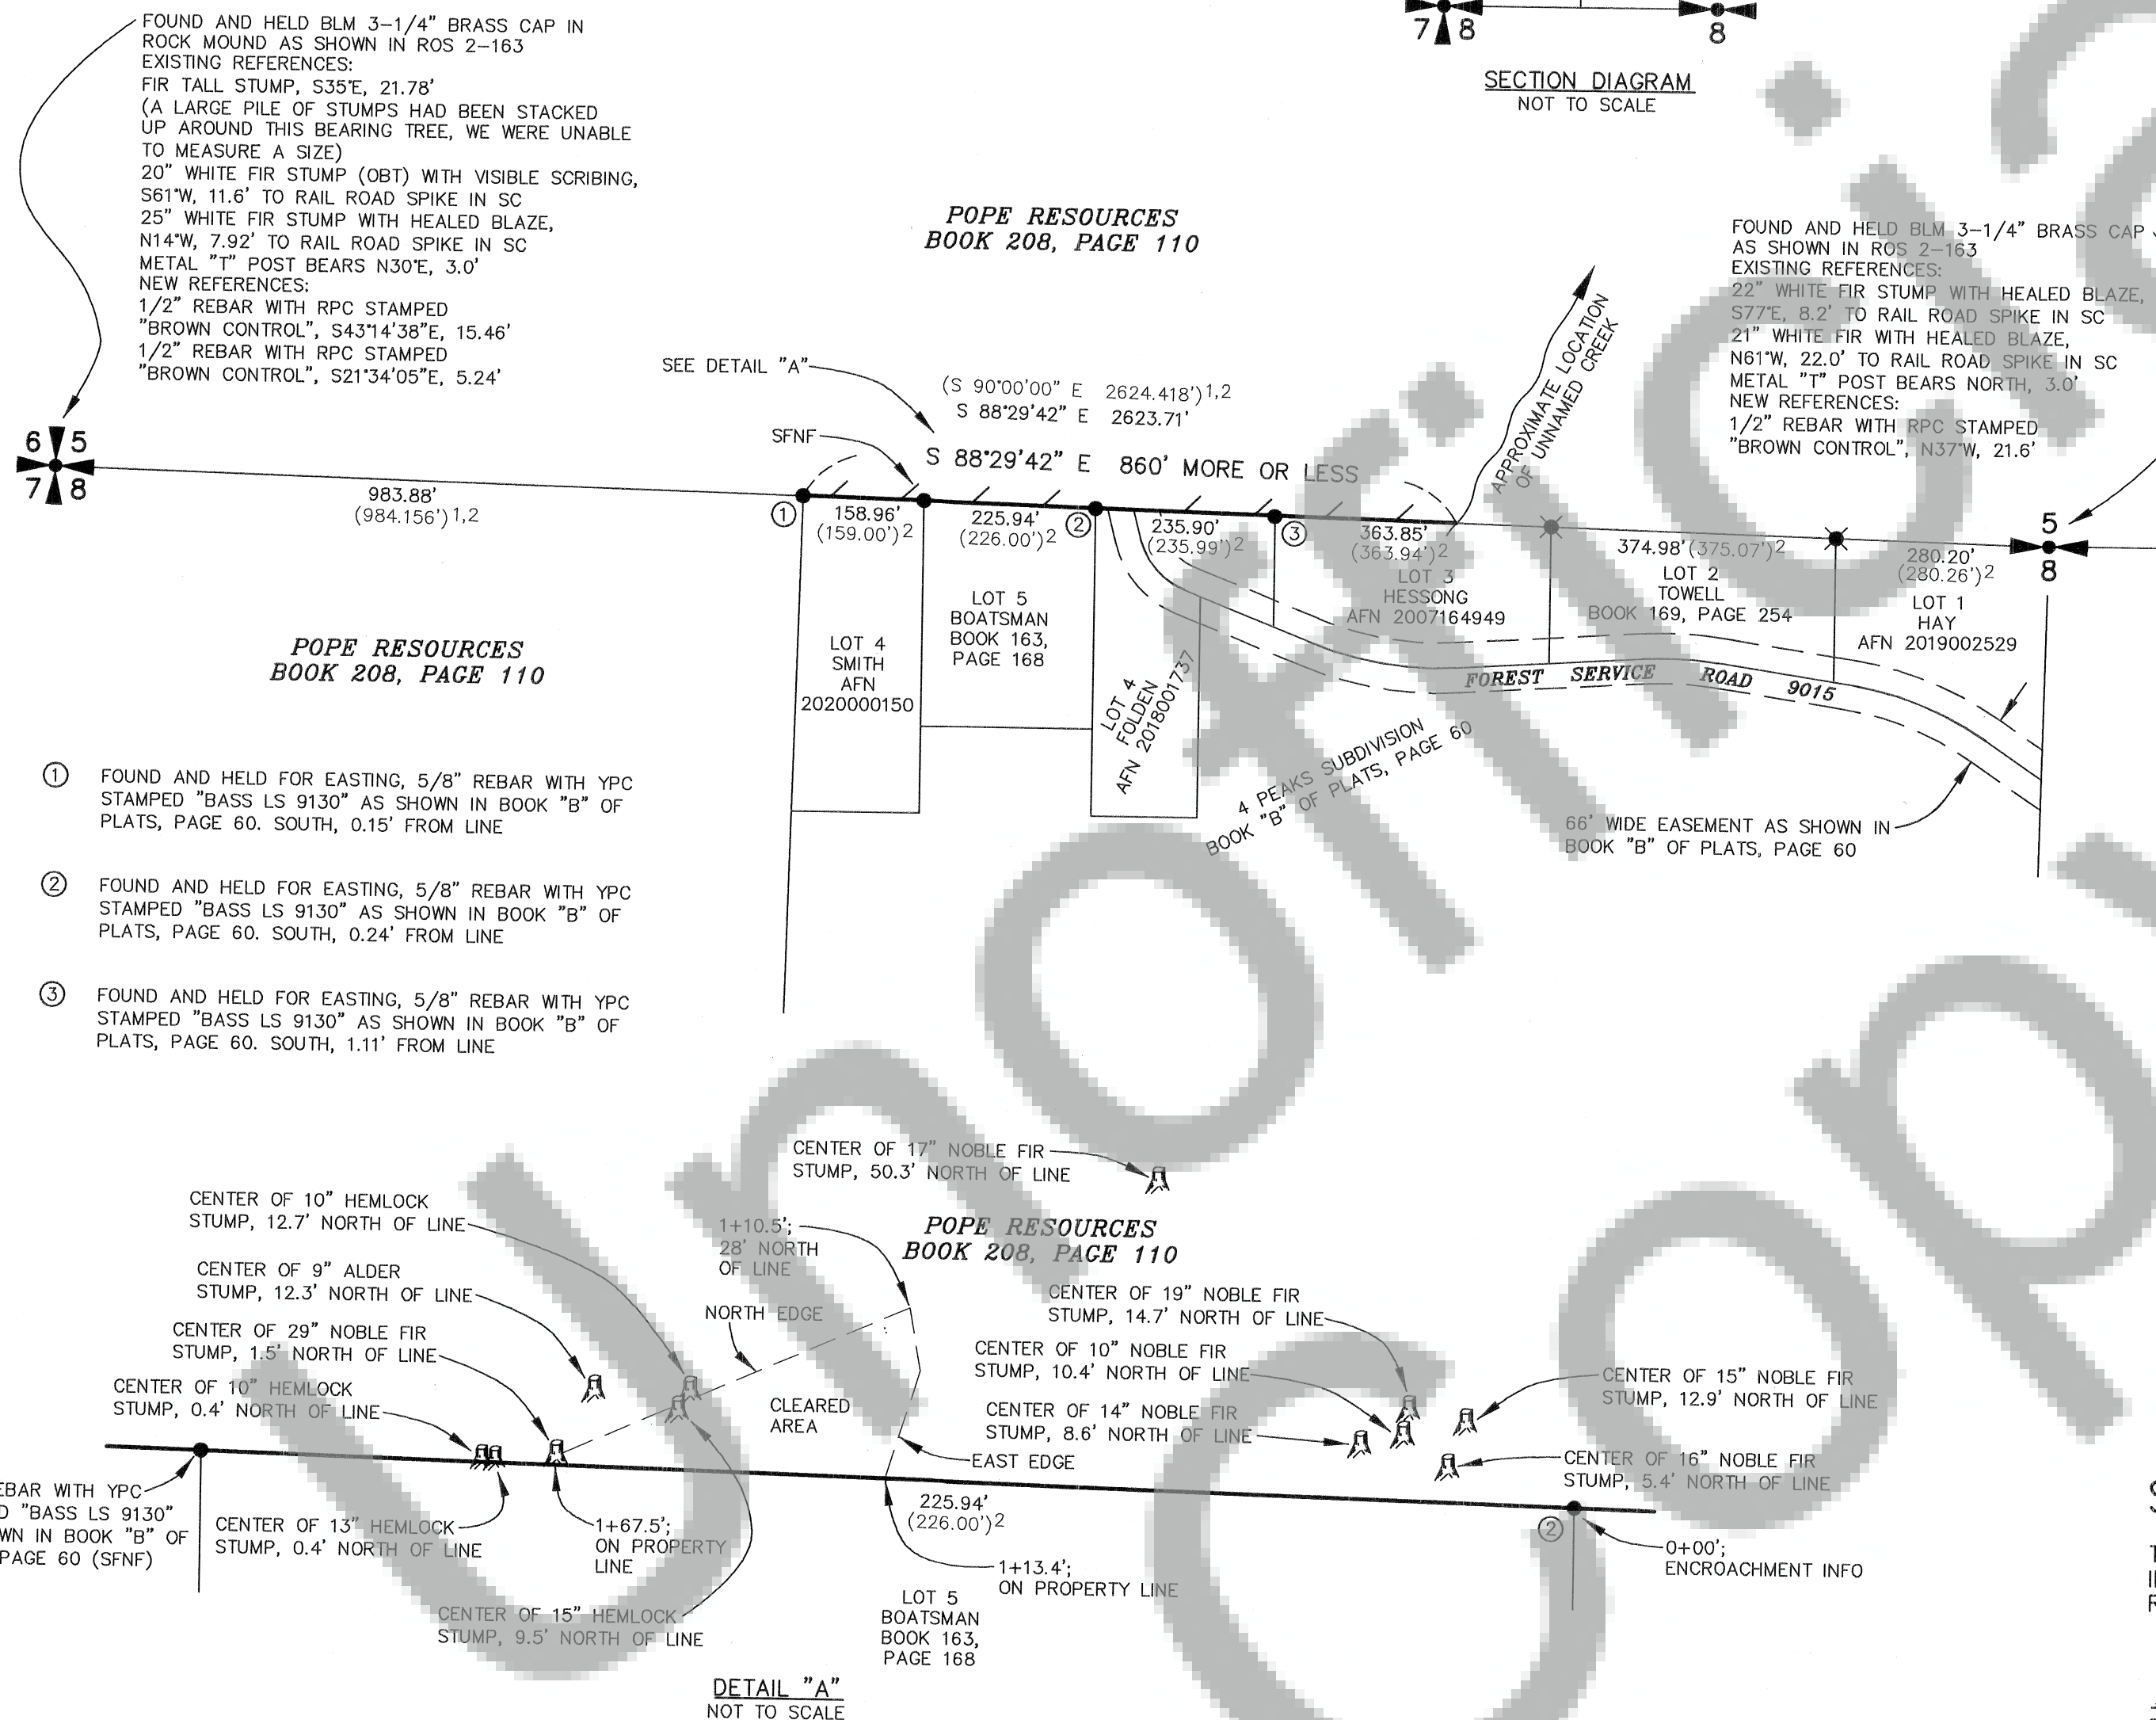 FOUND AND HELD BLM 3-1/4" BRASS CAP IN
ROCK MOUND AS SHOWN IN ROS 2-163
EXISTING REFERENCES:
FIR TALL STUMP, S35°E, 21.78'
(A LARGE PILE OF STUMPS HAD BEEN STACKED
UP AROUND THIS BEARING TREE, WE WERE UNABLE
TO MEASURE A SIZE)
20" WHITE FIR STUMP (OBT) WITH VISIBLE SCRIBING,
S61°W, 11.6' TO RAIL ROAD SPIKE IN SC
25" WHITE FIR STUMP WITH HEALED BLAZE,
N14°W, 7.92' TO RAIL ROAD SPIKE IN SC
METAL "T" POST BEARS N30°E, 3.0'
NEW REFERENCES:
1/2" REBAR WITH RPC STAMPED
"BROWN CONTROL", S43°14'38"E, 15.46'
1/2" REBAR WITH RPC STAMPED
"BROWN CONTROL", S21°34'05"E, 5.24'
7 8
8
SECTION DIAGRAM
NOT TO SCALE
POPE RESOURCES
BOOK 208, PAGE 110
FOUND AND HELD BLM 3-1/4" BRASS CAP
AS SHOWN IN ROS 2-163
EXISTING REFERENCES:
22" WHITE FIR STUMP WITH HEALED BLAZE,
S77°E, 8.2' TO RAIL ROAD SPIKE IN SC
21" WHITE FIR WITH HEALED BLAZE,
N61°W, 22.0' TO RAIL ROAD SPIKE IN SC
METAL "T" POST BEARS NORTH, 3.0'
NEW REFERENCES:
1/2" REBAR WITH RPC STAMPED
"BROWN CONTROL", N37°W, 21.6'
APPROXIMATE LOCATION
OF UNNAMED CREEK
SEE DETAIL "A"
(S 90°00'00" E 2624.418')1,2
S 88°29'42" E 2623.71'
SFNF
S 88°29'42" E 860' MORE OR LESS
6 5
7 8
983.88'
(984.156')1,2
1
158.96'
(159.00')2
225.94'
(226.00')2
2
235.90'
(235.99')2
3
363.85'
(363.94')2
374.98'(375.07')2
280.20'
(280.26')2
5
8
LOT 4
SMITH
AFN
2020000150
LOT 5
BOATSMAN
BOOK 163,
PAGE 168
LOT 4
FOLDEN
AFN 2018001737
LOT 3
HESSONG
AFN 2007164949
LOT 2
TOWELL
BOOK 169, PAGE 254
LOT 1
HAY
AFN 2019002529
FOREST SERVICE ROAD 9015
4 PEAKS SUBDIVISION
BOOK "B" OF PLATS, PAGE 60
66' WIDE EASEMENT AS SHOWN IN
BOOK "B" OF PLATS, PAGE 60
POPE RESOURCES
BOOK 208, PAGE 110
1 FOUND AND HELD FOR EASTING, 5/8" REBAR WITH YPC
STAMPED "BASS LS 9130" AS SHOWN IN BOOK "B" OF
PLATS, PAGE 60. SOUTH, 0.15' FROM LINE
2 FOUND AND HELD FOR EASTING, 5/8" REBAR WITH YPC
STAMPED "BASS LS 9130" AS SHOWN IN BOOK "B" OF
PLATS, PAGE 60. SOUTH, 0.24' FROM LINE
3 FOUND AND HELD FOR EASTING, 5/8" REBAR WITH YPC
STAMPED "BASS LS 9130" AS SHOWN IN BOOK "B" OF
PLATS, PAGE 60. SOUTH, 1.11' FROM LINE
CENTER OF 17" NOBLE FIR
STUMP, 50.3' NORTH OF LINE
CENTER OF 10" HEMLOCK
STUMP, 12.7' NORTH OF LINE
1+10.5';
28' NORTH
OF LINE
POPE RESOURCES
BOOK 208, PAGE 110
CENTER OF 9" ALDER
STUMP, 12.3' NORTH OF LINE
NORTH EDGE
CENTER OF 19" NOBLE FIR
STUMP, 14.7' NORTH OF LINE
CENTER OF 29" NOBLE FIR
STUMP, 1.5' NORTH OF LINE
CENTER OF 10" NOBLE FIR
STUMP, 10.4' NORTH OF LINE
CENTER OF 15" NOBLE FIR
STUMP, 12.9' NORTH OF LINE
CENTER OF 10" HEMLOCK
STUMP, 0.4' NORTH OF LINE
CLEARED
AREA
CENTER OF 14" NOBLE FIR
STUMP, 8.6' NORTH OF LINE
EAST EDGE
CENTER OF 16" NOBLE FIR
STUMP, 5.4' NORTH OF LINE
EBAR WITH YPC
D "BASS LS 9130"
WN IN BOOK "B" OF
PAGE 60 (SFNF)
CENTER OF 13" HEMLOCK
STUMP, 0.4' NORTH OF LINE
1+67.5';
ON PROPERTY
LINE
225.94'
(226.00')2
2
0+00';
ENCROACHMENT INFO
1+13.4';
ON PROPERTY LINE
CENTER OF 15" HEMLOCK
STUMP, 9.5' NORTH OF LINE
LOT 5
BOATSMAN
BOOK 163,
PAGE 168
DETAIL "A"
NOT TO SCALE